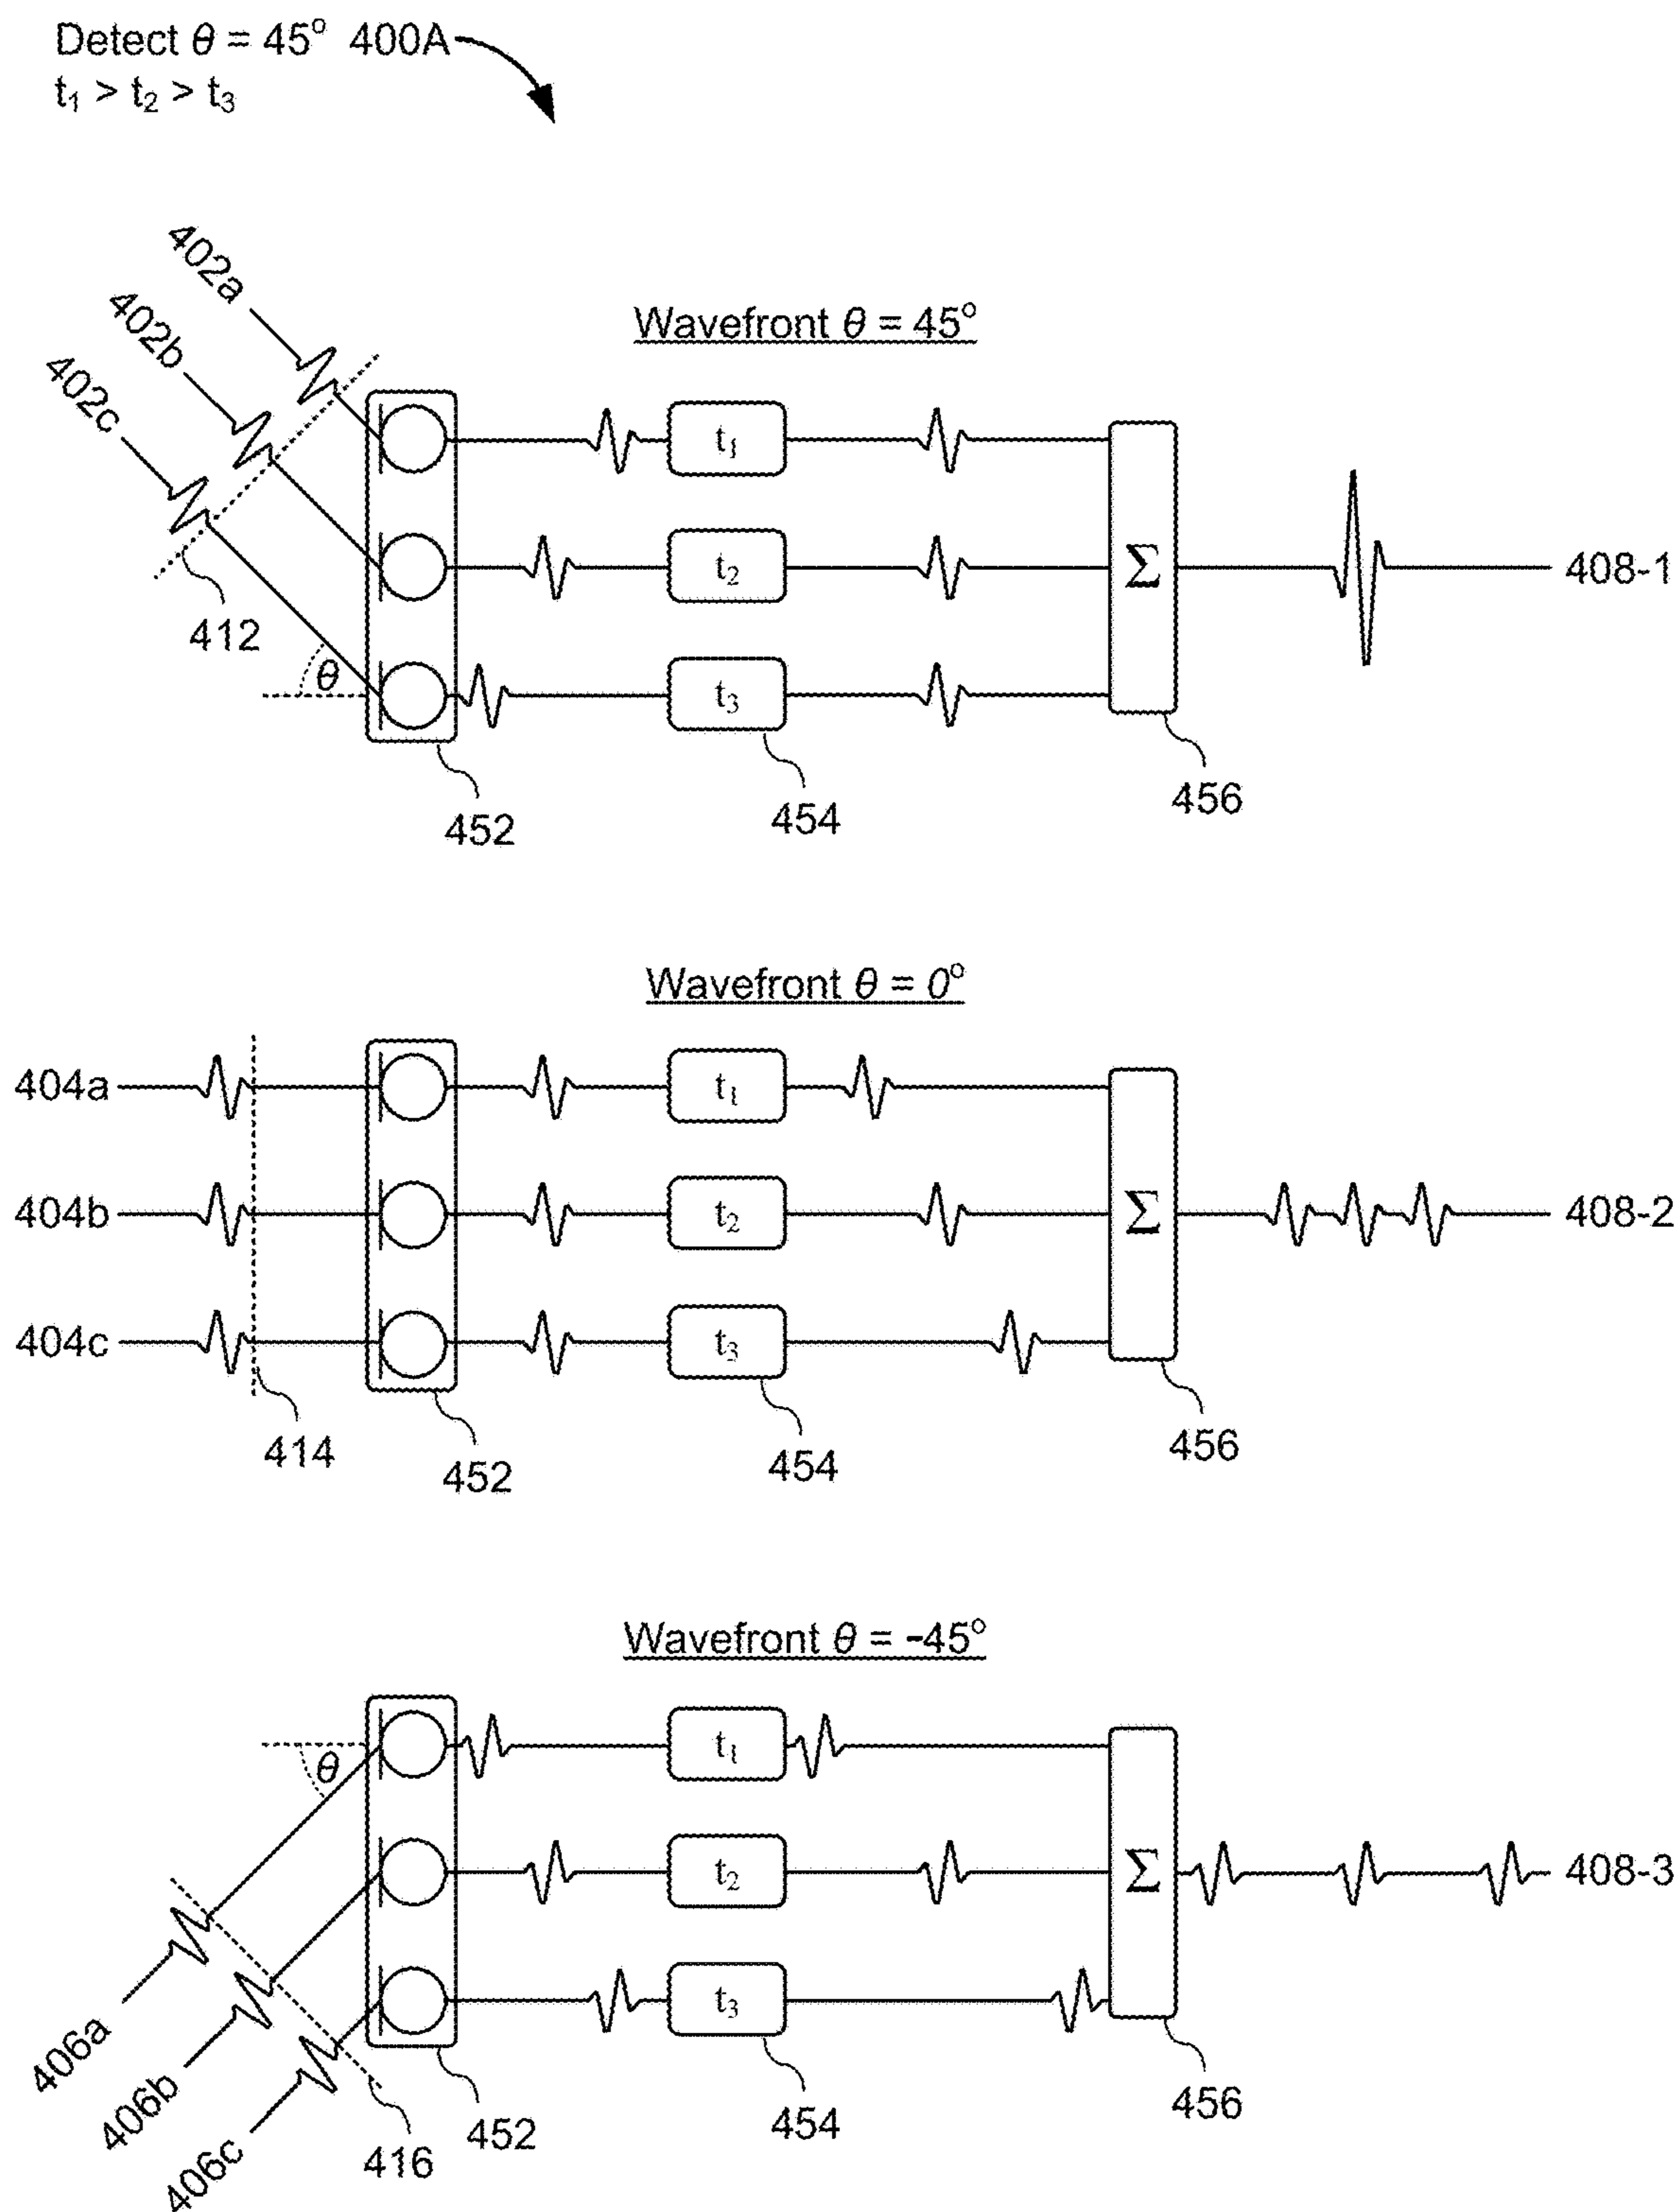 Detect θ = 45° 400A
t₁ > t₂ > t₃
402a
402b
402c
Wavefront θ = 45°
t₁
t₂
Σ
408-1
412
θ
t₃
452
454
456
Wavefront θ = 0°
404a
t₁
404b
t₂
Σ
408-2
404c
t₃
414
452
454
456
Wavefront θ = -45°
θ
t₁
t₂
Σ
408-3
t₃
406a
406b
406c
416
452
454
456